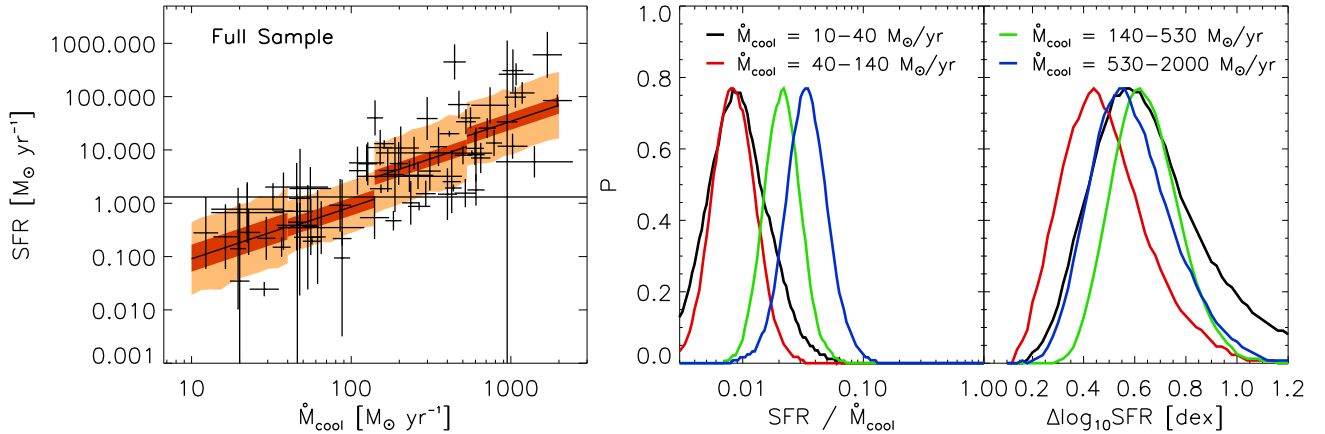 Full Sample
SFR [M⊙ yr⁻¹]
1000.000
100.000
10.000
1.000
0.100
0.010
0.001
10 100 1000
Ṁcool [M⊙ yr⁻¹]
P
1.0
0.8
0.6
0.4
0.2
0.0
Ṁcool = 10−40 M⊙/yr
Ṁcool = 40−140 M⊙/yr
0.01 0.10 1.00
SFR / Ṁcool
Ṁcool = 140−530 M⊙/yr
Ṁcool = 530−2000 M⊙/yr
0.2 0.4 0.6 0.8 1.0 1.2
Δlog₁₀SFR [dex]